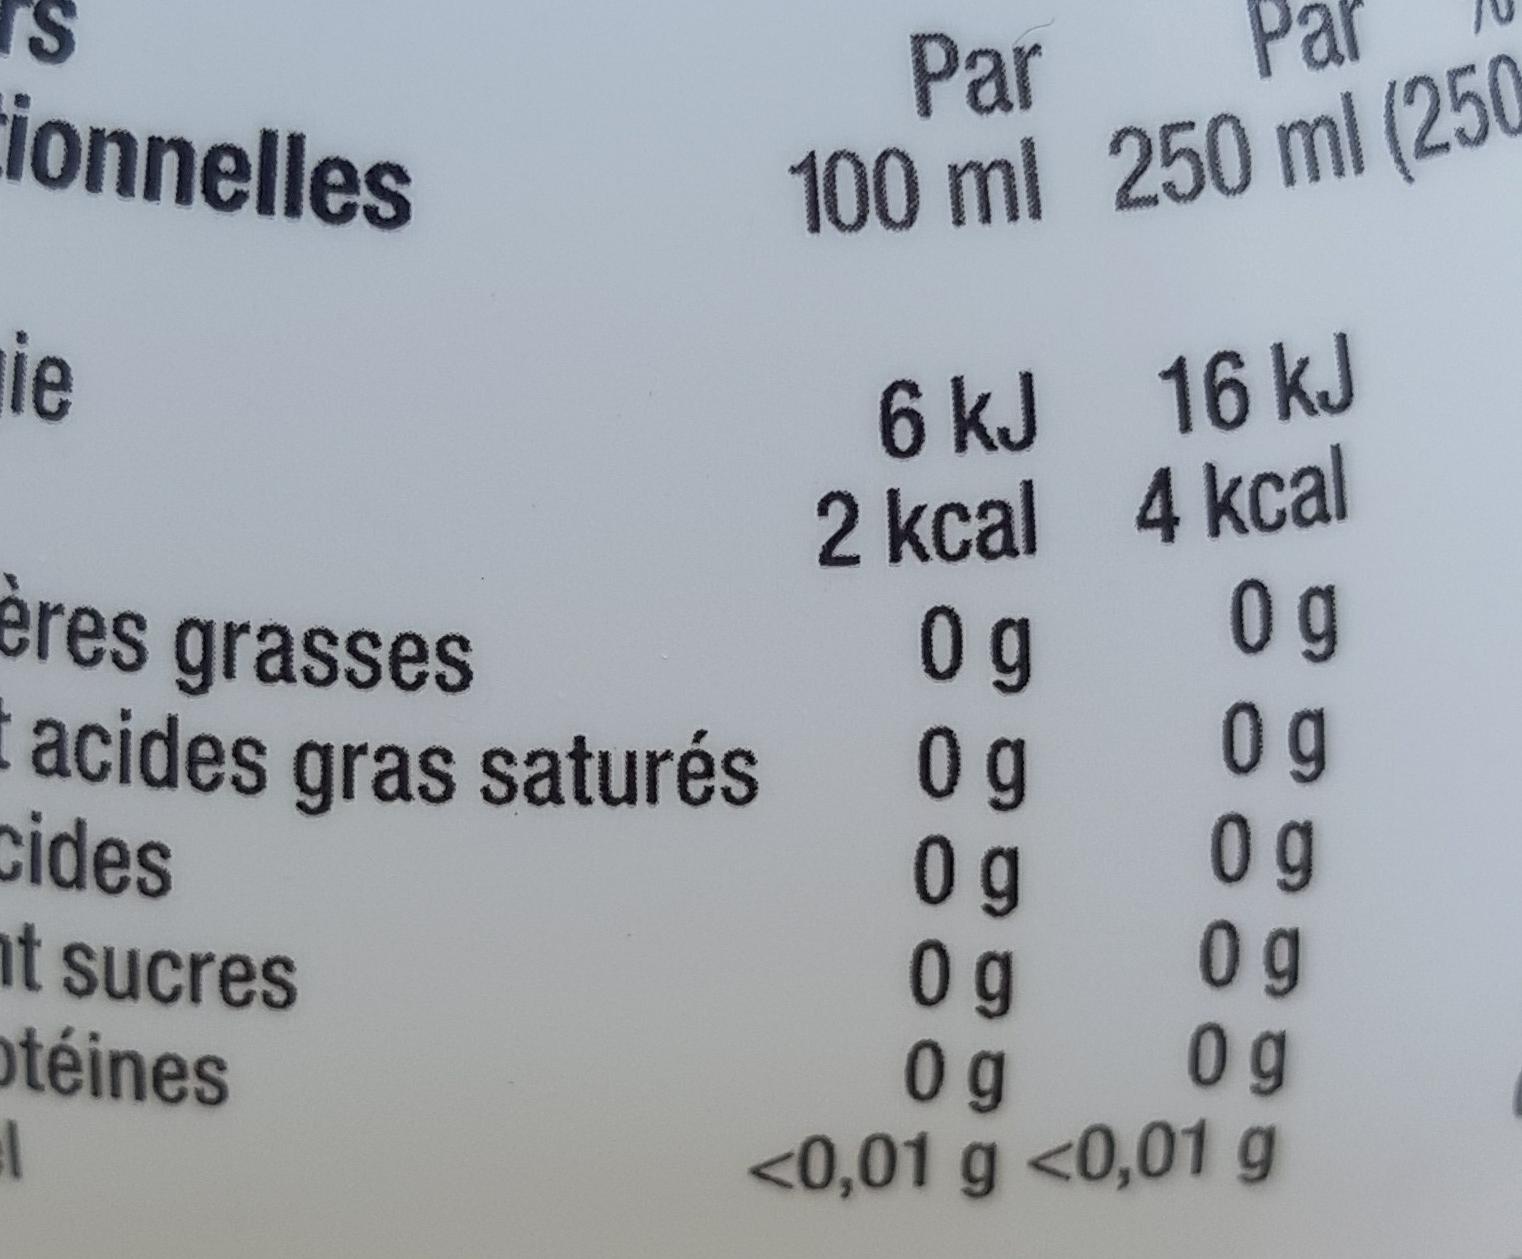 rs Par Par %
tionnelles 100 ml 250 ml (250
gie 6 kJ 16 kJ
2 kcal 4 kcal
ères grasses 0 g 0 g
t acides gras saturés 0 g 0 g
cides 0 g 0 g
nt sucres 0 g 0 g
otéines 0 g 0 g
el <0,01 g <0,01 g